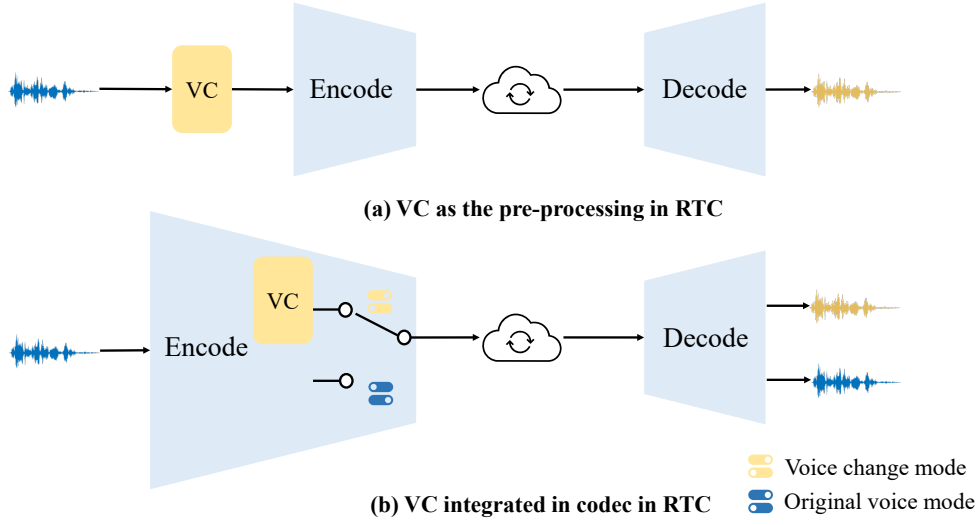 VC
Encode
Decode
(a) VC as the pre-processing in RTC
VC
Encode
Decode
Voice change mode
(b) VC integrated in codec in RTC
Original voice mode